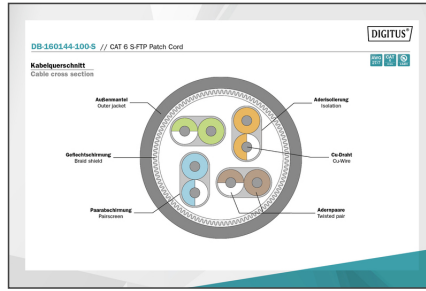 DIGITUS®
DB-160144-100-S // CAT 6 S-FTP Patch Cord
Kabelquerschnitt
Cable cross section
Außenmantel
Outer jacket
Aderisolierung
Isolation
Geflechtschirmung
Braid shield
Cu-Draht
Cu-Wire
Paarabschirmung
Pairscreen
Adernpaare
Twisted pair